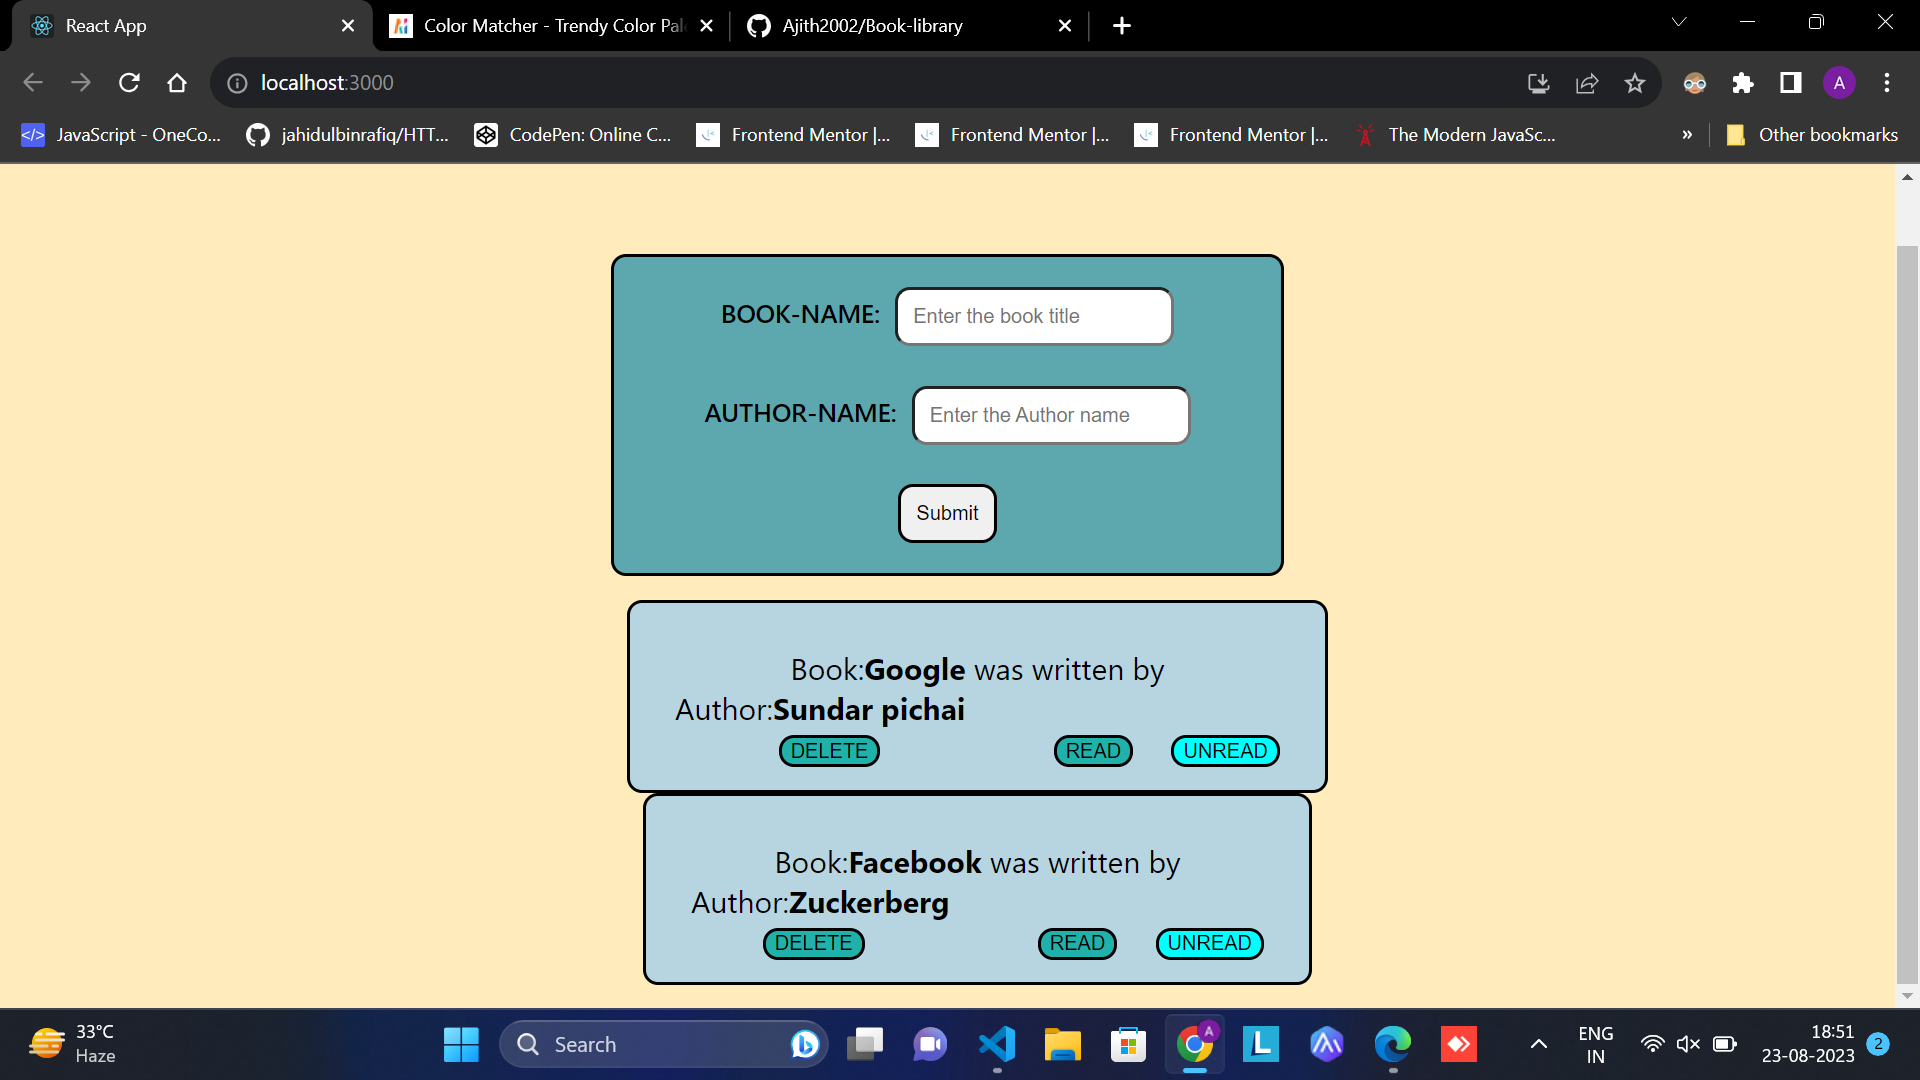 React App
Color Matcher - Trendy Color Pal
Ajith2002/Book-library
localhost:3000
A
JavaScript - OneCo...
jahidulbinrafiq/HTT...
CodePen: Online C...
Frontend Mentor |...
Frontend Mentor |...
Frontend Mentor |...
The Modern JavaSc...
»
Other bookmarks
BOOK-NAME: Enter the book title
AUTHOR-NAME: Enter the Author name
Submit
Book:Google was written by
Author:Sundar pichai
DELETE READ UNREAD
Book:Facebook was written by
Author:Zuckerberg
DELETE READ UNREAD
33°C
Haze
Search
A
L
ENG
IN
18:51
23-08-2023
2